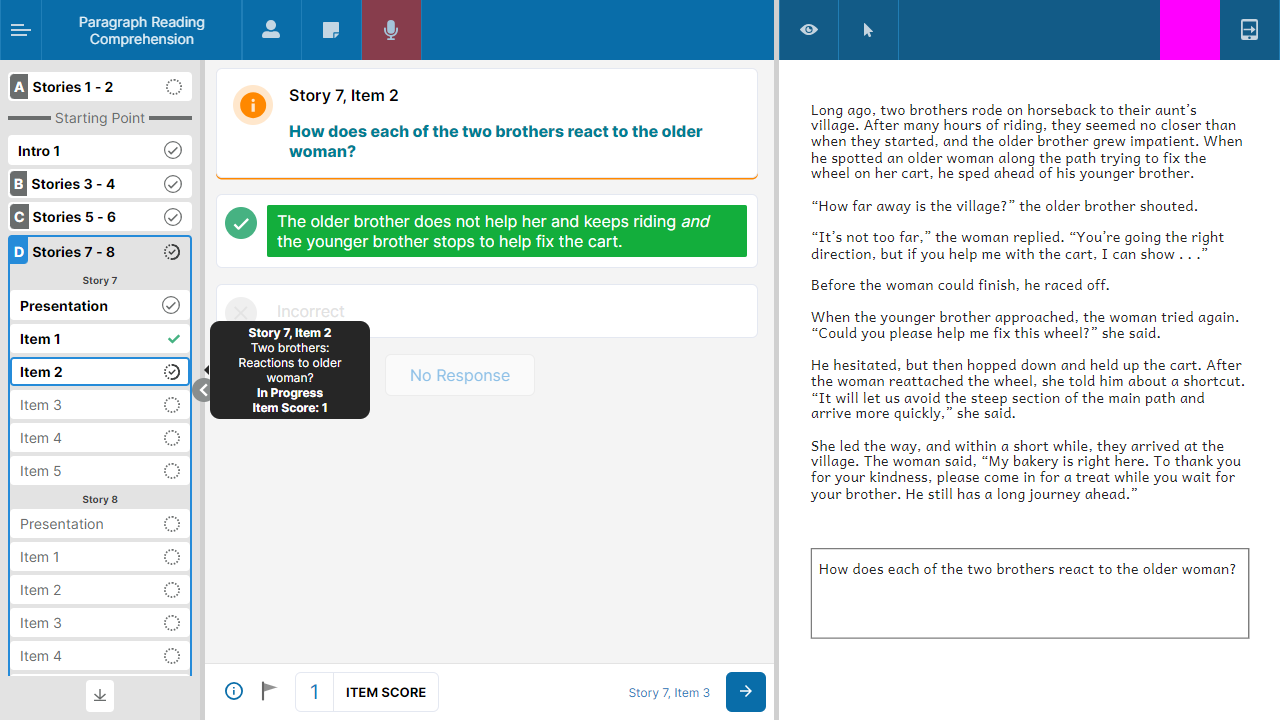 Paragraph Reading
Comprehension
A Stories 1 - 2
Starting Point
Intro 1
B Stories 3 - 4
C Stories 5 - 6
D Stories 7 - 8
Story 7
Presentation
Item 1
Item 2
Item 3
Item 4
Item 5
Story 8
Presentation
Item 1
Item 2
Item 3
Item 4
Story 7, Item 2
How does each of the two brothers react to the older
woman?
The older brother does not help her and keeps riding and
the younger brother stops to help fix the cart.
Incorrect
Story 7, Item 2
Two brothers:
Reactions to older
woman?
In Progress
Item Score: 1
No Response
1 ITEM SCORE
Story 7, Item 3
Long ago, two brothers rode on horseback to their aunt’s
village. After many hours of riding, they seemed no closer than
when they started, and the older brother grew impatient. When
he spotted an older woman along the path trying to fix the
wheel on her cart, he sped ahead of his younger brother.
“How far away is the village?” the older brother shouted.
“It’s not too far,” the woman replied. “You’re going the right
direction, but if you help me with the cart, I can show . . .”
Before the woman could finish, he raced off.
When the younger brother approached, the woman tried again.
“Could you please help me fix this wheel?” she said.
He hesitated, but then hopped down and held up the cart. After
the woman reattached the wheel, she told him about a shortcut.
“It will let us avoid the steep section of the main path and
arrive more quickly,” she said.
She led the way, and within a short while, they arrived at the
village. The woman said, “My bakery is right here. To thank you
for your kindness, please come in for a treat while you wait for
your brother. He still has a long journey ahead.”
How does each of the two brothers react to the older woman?